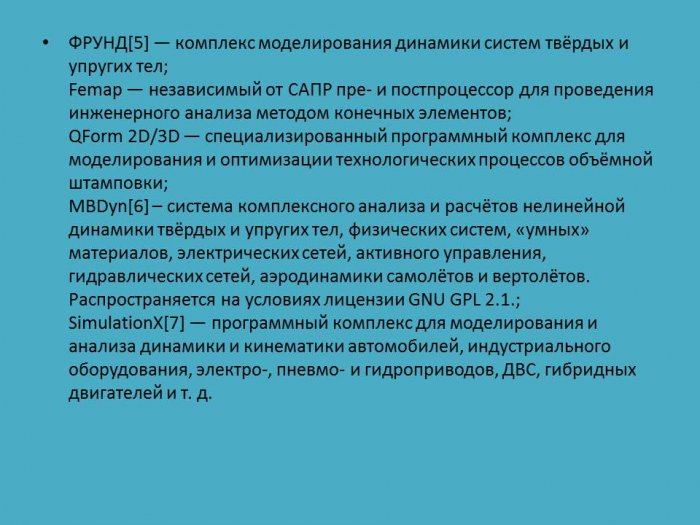 • ФРУНД[5] — комплекс моделирования динамики систем твёрдых и
упругих тел;
Femap — независимый от САПР пре- и постпроцессор для проведения
инженерного анализа методом конечных элементов;
QForm 2D/3D — специализированный программный комплекс для
моделирования и оптимизации технологических процессов объёмной
штамповки;
MBDyn[6] – система комплексного анализа и расчётов нелинейной
динамики твёрдых и упругих тел, физических систем, «умных»
материалов, электрических сетей, активного управления,
гидравлических сетей, аэродинамики самолётов и вертолётов.
Распространяется на условиях лицензии GNU GPL 2.1.;
SimulationX[7] — программный комплекс для моделирования и
анализа динамики и кинематики автомобилей, индустриального
оборудования, электро-, пневмо- и гидроприводов, ДВС, гибридных
двигателей и т. д.